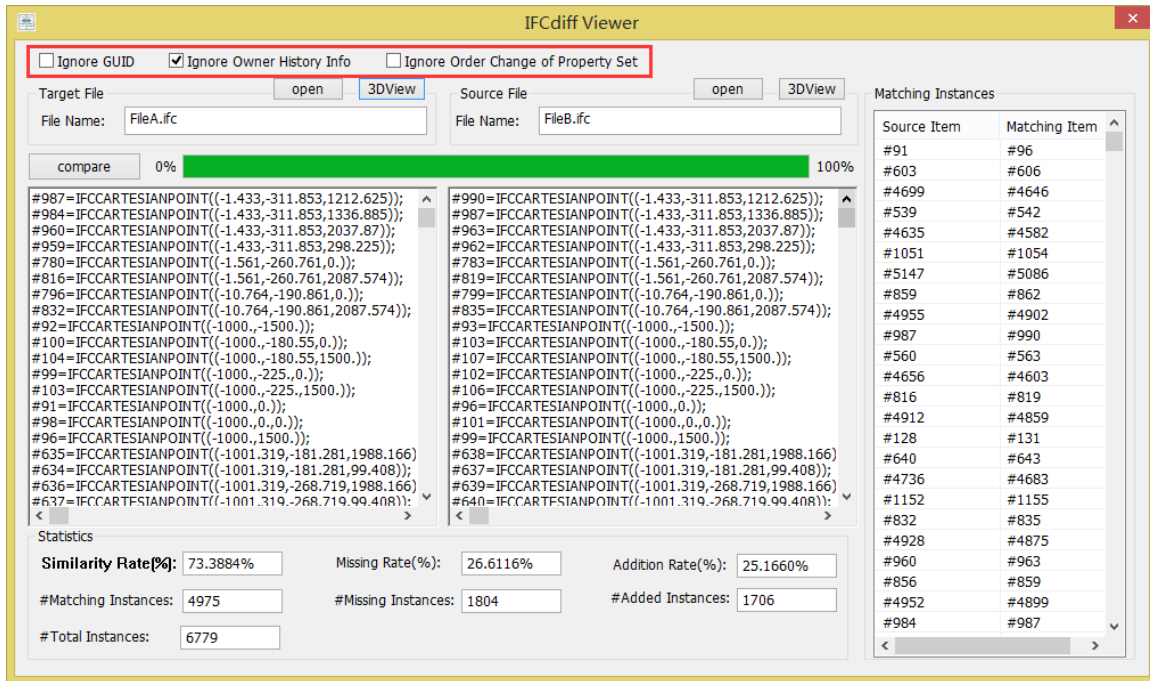 IFCdiff Viewer
Ignore GUID
Ignore Owner History Info
Ignore Order Change of Property Set
Target File
open
3DView
File Name:
FileA.ifc
Source File
open
3DView
File Name:
FileB.ifc
compare
0%
100%
#987=IFCCARTESIANPOINT((-1.433,-311.853,1212.625));
#984=IFCCARTESIANPOINT((-1.433,-311.853,1336.885));
#960=IFCCARTESIANPOINT((-1.433,-311.853,2037.87));
#959=IFCCARTESIANPOINT((-1.433,-311.853,298.225));
#780=IFCCARTESIANPOINT((-1.561,-260.761,0.));
#816=IFCCARTESIANPOINT((-1.561,-260.761,2087.574));
#796=IFCCARTESIANPOINT((-10.764,-190.861,0.));
#832=IFCCARTESIANPOINT((-10.764,-190.861,2087.574));
#92=IFCCARTESIANPOINT((-1000.,-1500.));
#100=IFCCARTESIANPOINT((-1000.,-180.55,0.));
#104=IFCCARTESIANPOINT((-1000.,-180.55,1500.));
#99=IFCCARTESIANPOINT((-1000.,-225.,0.));
#103=IFCCARTESIANPOINT((-1000.,-225.,1500.));
#91=IFCCARTESIANPOINT((-1000.,0.));
#98=IFCCARTESIANPOINT((-1000.,0.,0.));
#96=IFCCARTESIANPOINT((-1000.,1500.));
#635=IFCCARTESIANPOINT((-1001.319,-181.281,1988.166)
#634=IFCCARTESIANPOINT((-1001.319,-181.281,99.408));
#636=IFCCARTESIANPOINT((-1001.319,-268.719,1988.166)
#637=IFCCARTESIANPOINT((-1001.319,-268.719,99.408));
#990=IFCCARTESIANPOINT((-1.433,-311.853,1212.625));
#987=IFCCARTESIANPOINT((-1.433,-311.853,1336.885));
#963=IFCCARTESIANPOINT((-1.433,-311.853,2037.87));
#962=IFCCARTESIANPOINT((-1.433,-311.853,298.225));
#783=IFCCARTESIANPOINT((-1.561,-260.761,0.));
#819=IFCCARTESIANPOINT((-1.561,-260.761,2087.574));
#799=IFCCARTESIANPOINT((-10.764,-190.861,0.));
#835=IFCCARTESIANPOINT((-10.764,-190.861,2087.574));
#93=IFCCARTESIANPOINT((-1000.,-1500.));
#103=IFCCARTESIANPOINT((-1000.,-180.55,0.));
#107=IFCCARTESIANPOINT((-1000.,-180.55,1500.));
#102=IFCCARTESIANPOINT((-1000.,-225.,0.));
#106=IFCCARTESIANPOINT((-1000.,-225.,1500.));
#96=IFCCARTESIANPOINT((-1000.,0.));
#101=IFCCARTESIANPOINT((-1000.,0.,0.));
#99=IFCCARTESIANPOINT((-1000.,1500.));
#638=IFCCARTESIANPOINT((-1001.319,-181.281,1988.166)
#637=IFCCARTESIANPOINT((-1001.319,-181.281,99.408));
#639=IFCCARTESIANPOINT((-1001.319,-268.719,1988.166)
#640=IFCCARTESIANPOINT((-1001.319,-268.719,99.408));
Matching Instances
Source Item Matching Item
#91 #96
#603 #606
#4699 #4646
#539 #542
#4635 #4582
#1051 #1054
#5147 #5086
#859 #862
#4955 #4902
#987 #990
#560 #563
#4656 #4603
#816 #819
#4912 #4859
#128 #131
#640 #643
#4736 #4683
#1152 #1155
#832 #835
#4928 #4875
#960 #963
#856 #859
#4952 #4899
#984 #987
Statistics
Similarity Rate(%): 73.3884%
Missing Rate(%): 26.6116%
Addition Rate(%): 25.1660%
#Matching Instances: 4975
#Missing Instances: 1804
#Added Instances: 1706
#Total Instances: 6779